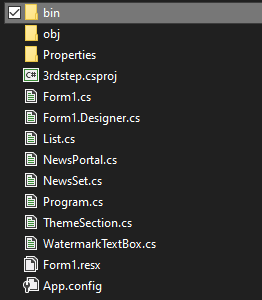 bin
obj
Properties
C# 3rdstep.csproj
Form1.cs
Form1.Designer.cs
List.cs
NewsPortal.cs
NewsSet.cs
Program.cs
ThemeSection.cs
WatermarkTextBox.cs
Form1.resx
App.config